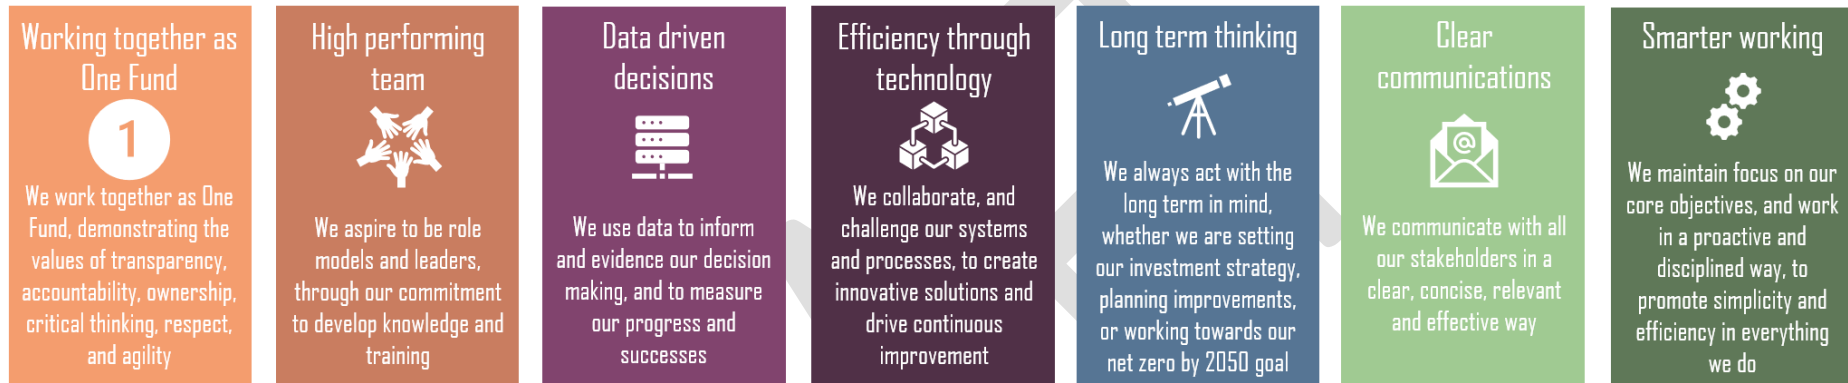 Working together as
One Fund
1
We work together as One
Fund, demonstrating the
values of transparency,
accountability, ownership,
critical thinking, respect,
and agility
High performing
team
We aspire to be role
models and leaders,
through our commitment
to develop knowledge and
training
Data driven
decisions
We use data to inform
and evidence our decision
making, and to measure
our progress and
successes
Efficiency through
technology
We collaborate, and
challenge our systems
and processes, to create
innovative solutions and
drive continuous
improvement
Long term thinking
We always act with the
long term in mind,
whether we are setting
our investment strategy,
planning improvements,
or working towards our
net zero by 2050 goal
Clear
communications
@
We communicate with all
our stakeholders in a
clear, concise, relevant
and effective way
Smarter working
We maintain focus on our
core objectives, and work
in a proactive and
disciplined way, to
promote simplicity and
efficiency in everything
we do